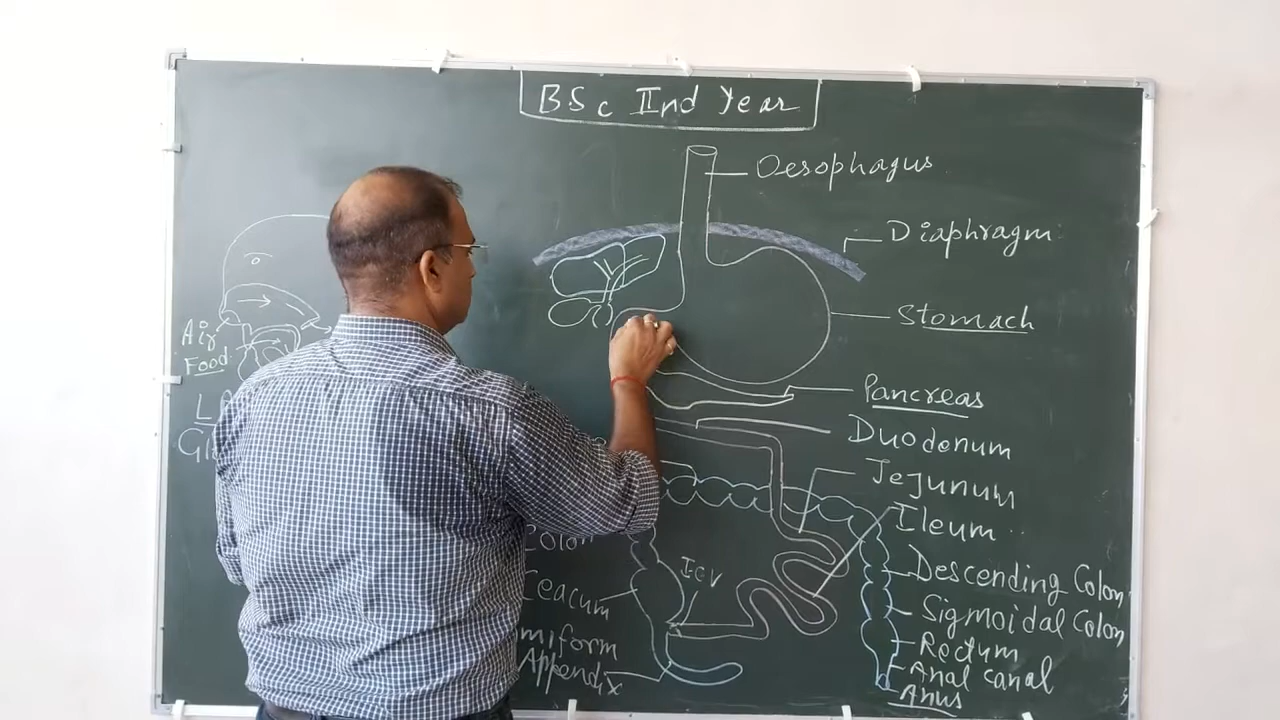 BSc IInd Year
Oesophagus
Diaphragm
Stomach
Air
Food
Pancreas
Duodenum
Jejunum
Ileum
Colon
ICV
Descending Colon
Ceacum
Sigmoidal Colon
miform
Rectum
Appendix
Anal canal
Anus